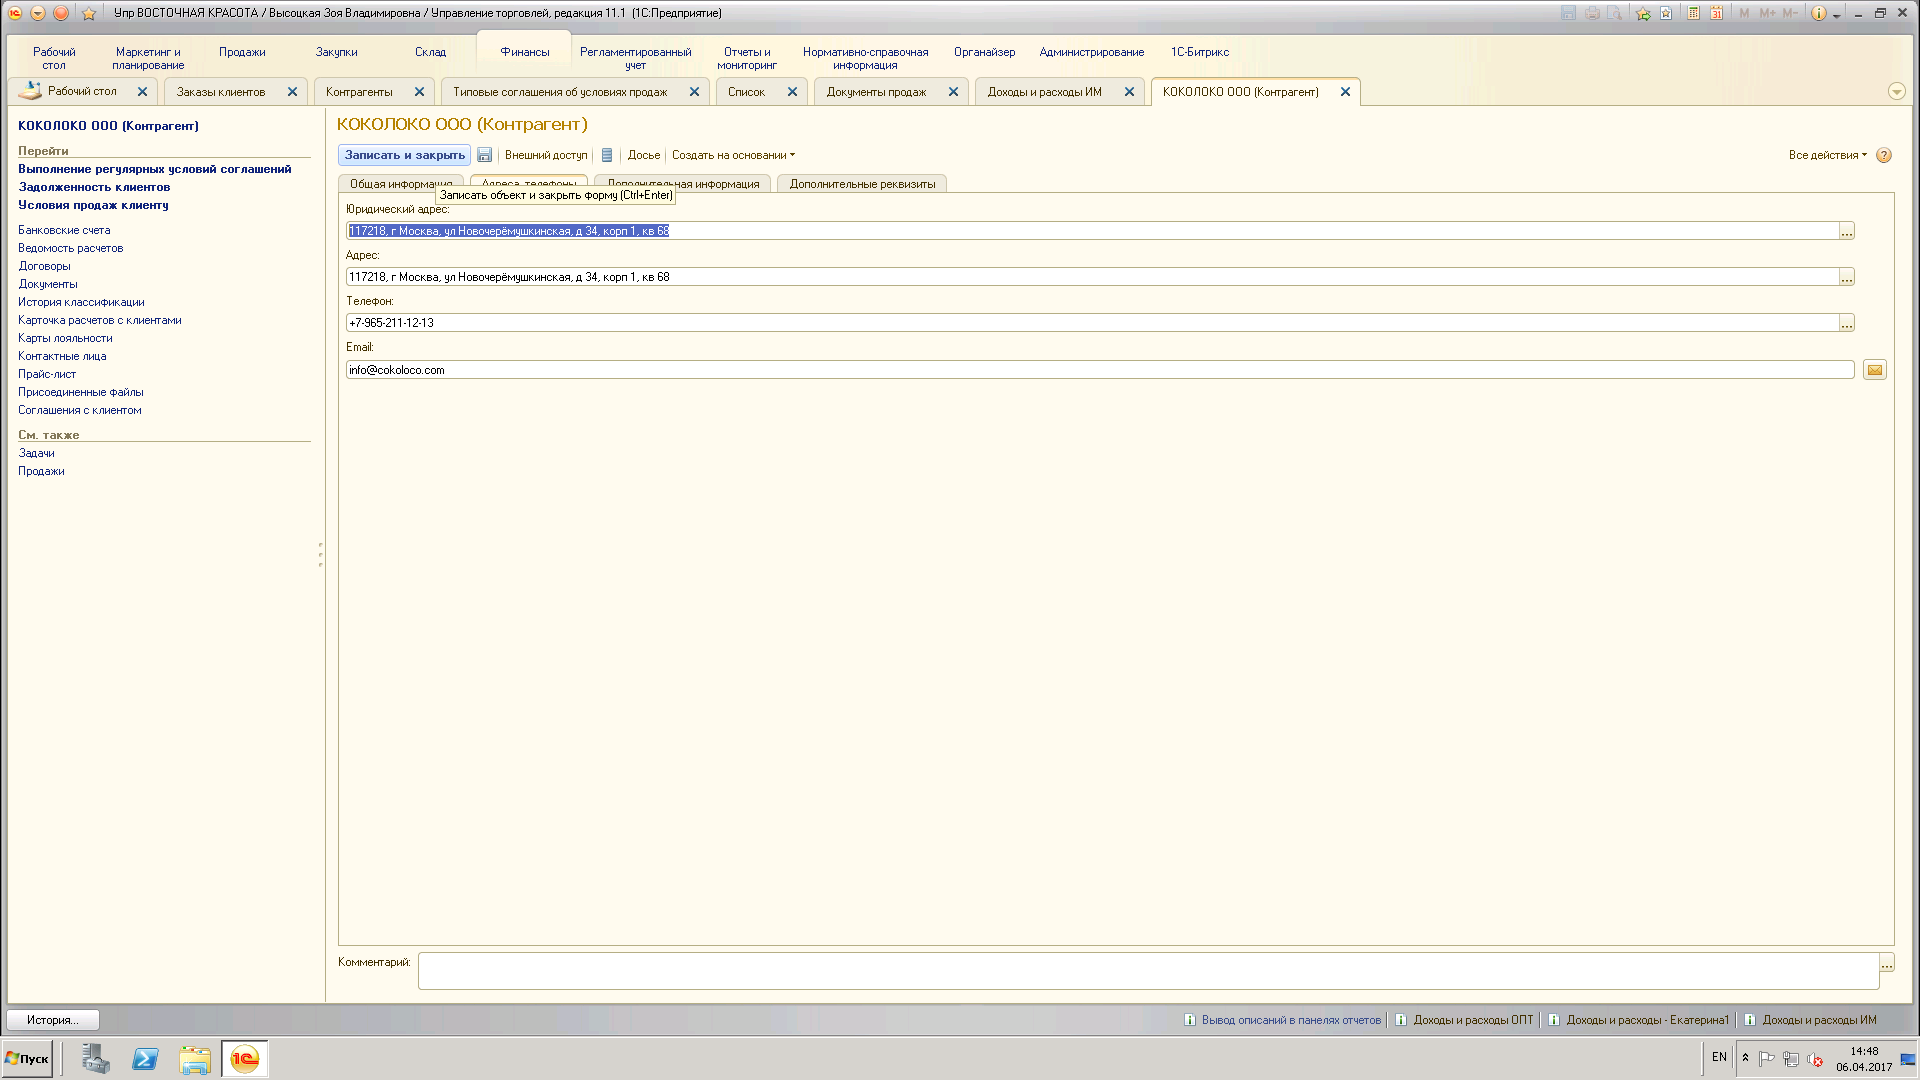 Упр ВОСТОЧНАЯ КРАСОТА / Высоцкая Зоя Владимировна / Управление торговлей, редакция 11.1 (1С:Предприятие)
M M+ M-
Рабочий стол
Маркетинг и планирование
Продажи
Закупки
Склад
Финансы
Регламентированный учет
Отчеты и мониторинг
Нормативно-справочная информация
Органайзер
Администрирование
1С-Битрикс
Рабочий стол
Заказы клиентов
Контрагенты
Типовые соглашения об условиях продаж
Список
Документы продаж
Доходы и расходы ИМ
КОКОЛОКО ООО (Контрагент)
КОКОЛОКО ООО (Контрагент)
Перейти
Выполнение регулярных условий соглашений
Задолженность клиентов
Условия продаж клиенту
Банковские счета
Ведомость расчетов
Договоры
Документы
История классификации
Карточка расчетов с клиентами
Карты лояльности
Контактные лица
Прайс-лист
Присоединенные файлы
Соглашения с клиентом
См. также
Задачи
Продажи
КОКОЛОКО ООО (Контрагент)
Записать и закрыть
Внешний доступ
Досье
Создать на основании
Все действия
?
Общая информация
Адреса, телефоны
Дополнительная информация
Дополнительные реквизиты
Записать объект и закрыть форму (Ctrl+Enter)
Юридический адрес:
117218, г Москва, ул Новочерёмушкинская, д 34, корп 1, кв 68
...
Адрес:
117218, г Москва, ул Новочерёмушкинская, д 34, корп 1, кв 68
...
Телефон:
+7-965-211-12-13
...
Email:
info@cokoloco.com
Комментарий:
...
История...
Вывод описаний в панелях отчетов
Доходы и расходы ОПТ
Доходы и расходы - Екатерина1
Доходы и расходы ИМ
Пуск
EN
14:48
06.04.2017